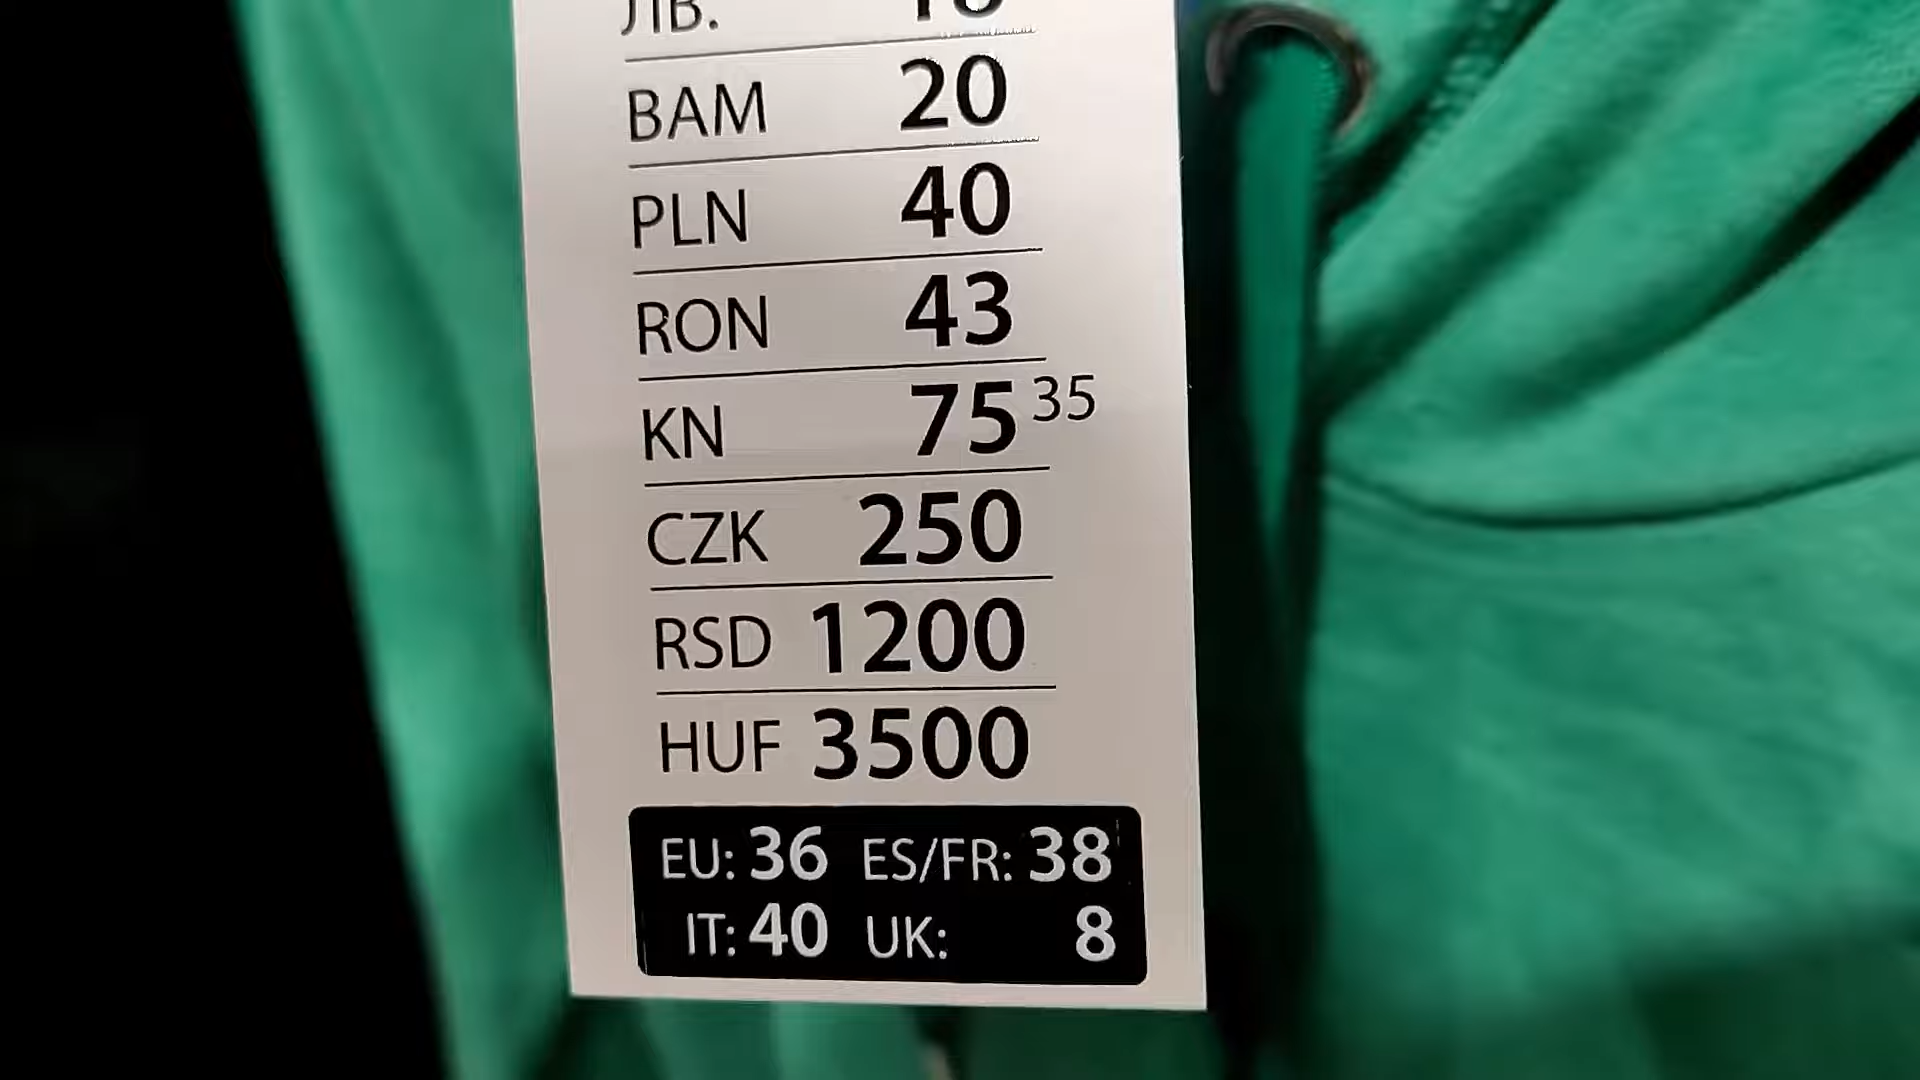 ЛВ.
BAM 20
PLN 40
RON 43
KN 75 35
CZK 250
RSD 1200
HUF 3500
EU: 36 ES/FR: 38
IT: 40 UK: 8